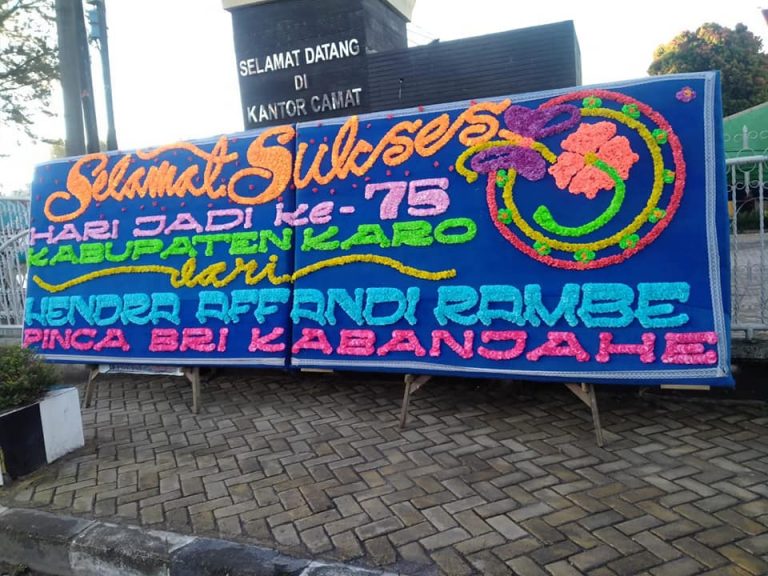 SELAMAT DATANG
DI
KANTOR CAMAT
Selamat Sukses
HARI JADI Ke-75
KABUPATEN KARO
dari
HENDRA AFFANDI RAMBE
PINCA BRI KABANJAHE